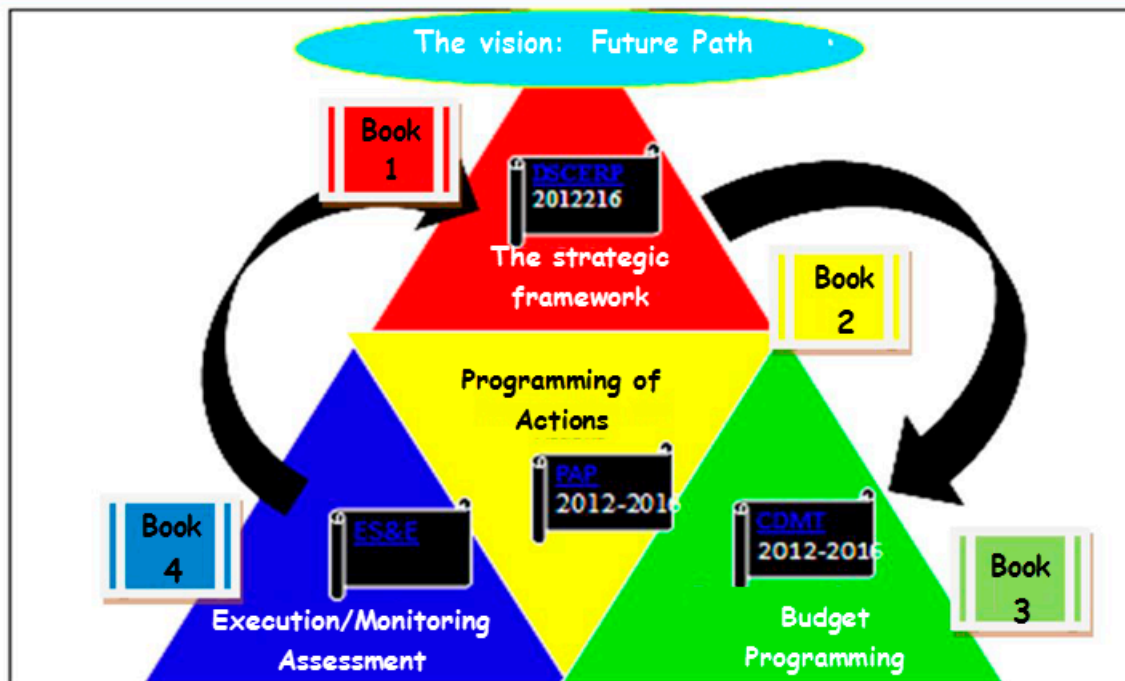 The vision: Future Path
Book
1
DSCERP
2012216
The strategic
framework
Book
2
Programming of
Actions
PAP
2012-2016
ES&E
CDMT
2012-2016
Book
4
Book
3
Execution/Monitoring
Assessment
Budget
Programming